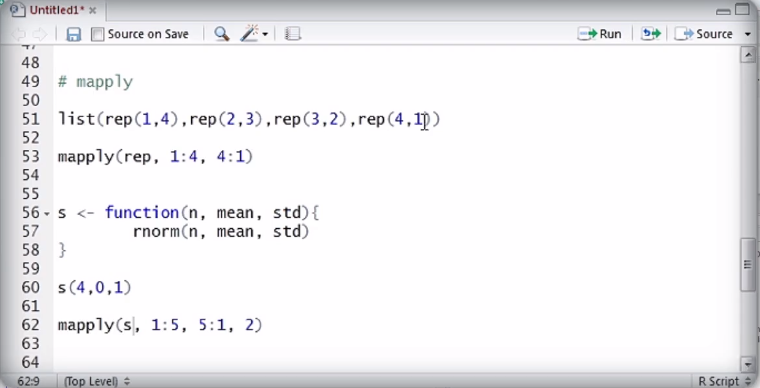 Untitled1*
Source on Save
Run
Source
48
49 # mapply
50
51 list(rep(1,4),rep(2,3),rep(3,2),rep(4,1))
52
53 mapply(rep, 1:4, 4:1)
54
55
56 s <- function(n, mean, std){
57 rnorm(n, mean, std)
58 }
59
60 s(4,0,1)
61
62 mapply(s, 1:5, 5:1, 2)
63
64
62:9 (Top Level) R Script